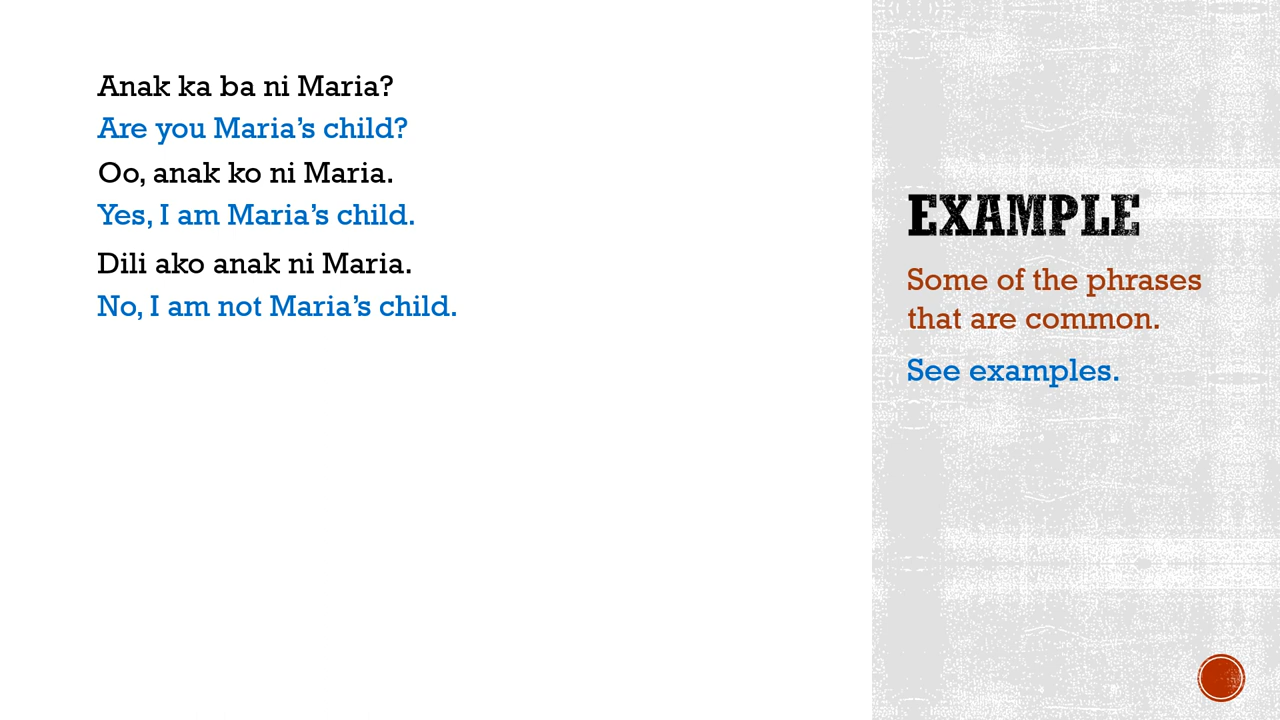 Anak ka ba ni Maria?
Are you Maria’s child?
Oo, anak ko ni Maria.
Yes, I am Maria’s child.
Dili ako anak ni Maria.
No, I am not Maria’s child.
EXAMPLE
Some of the phrases
that are common.
See examples.